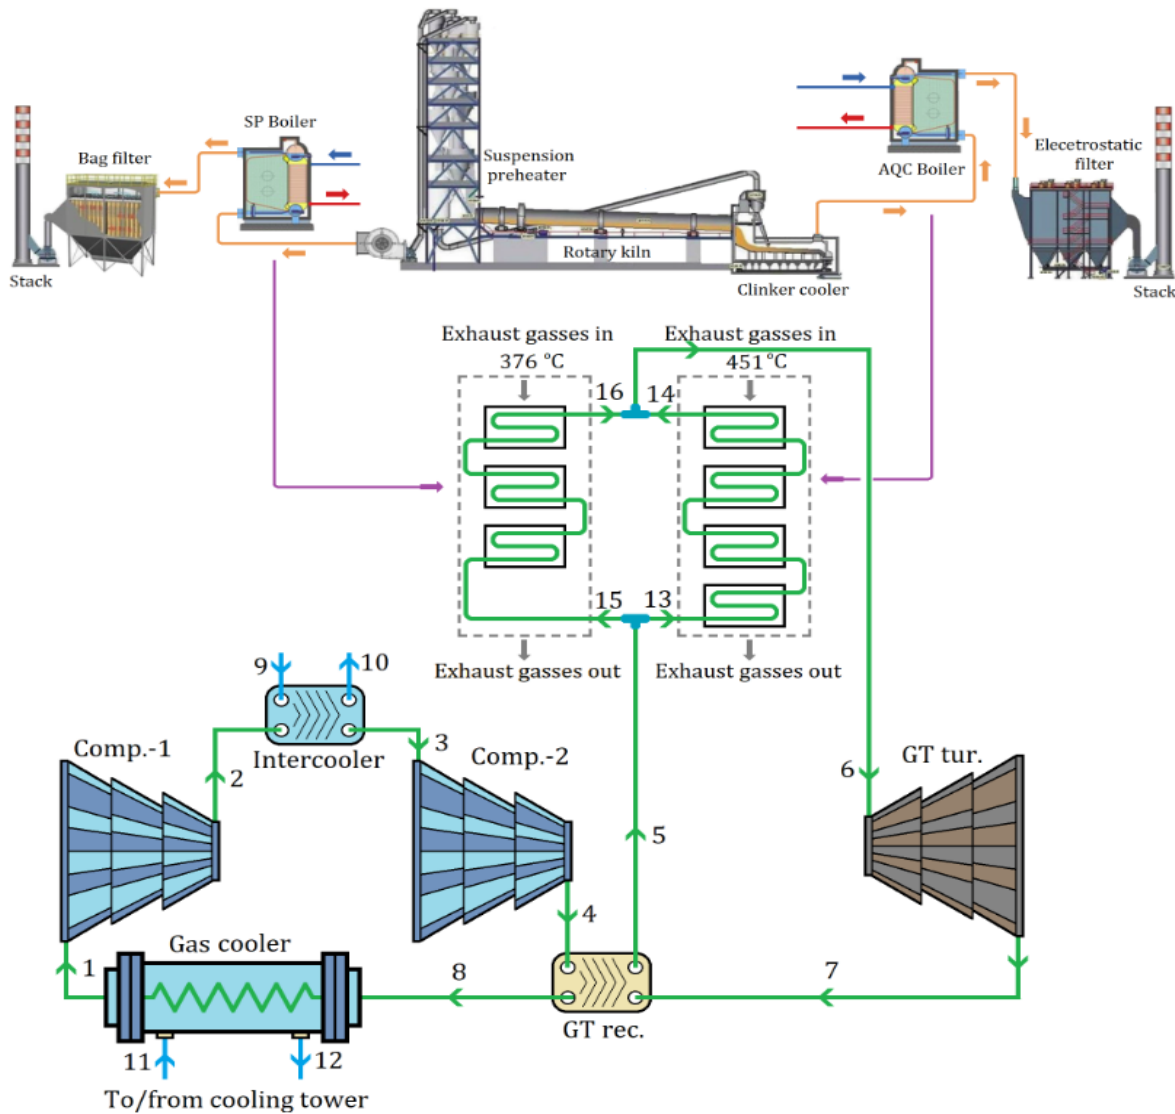 SP Boiler
Bag filter
Stack
Suspension
preheater
Rotary kiln
Clinker cooler
AQC Boiler
Elecetrostatic
filter
Stack
Exhaust gasses in
376 °C
Exhaust gasses in
451 °C
16
14
15
13
Exhaust gasses out
Exhaust gasses out
9
10
Intercooler
Comp.-1
2
3
Comp.-2
6
GT tur.
5
4
Gas cooler
1
8
7
GT rec.
11
12
To/from cooling tower